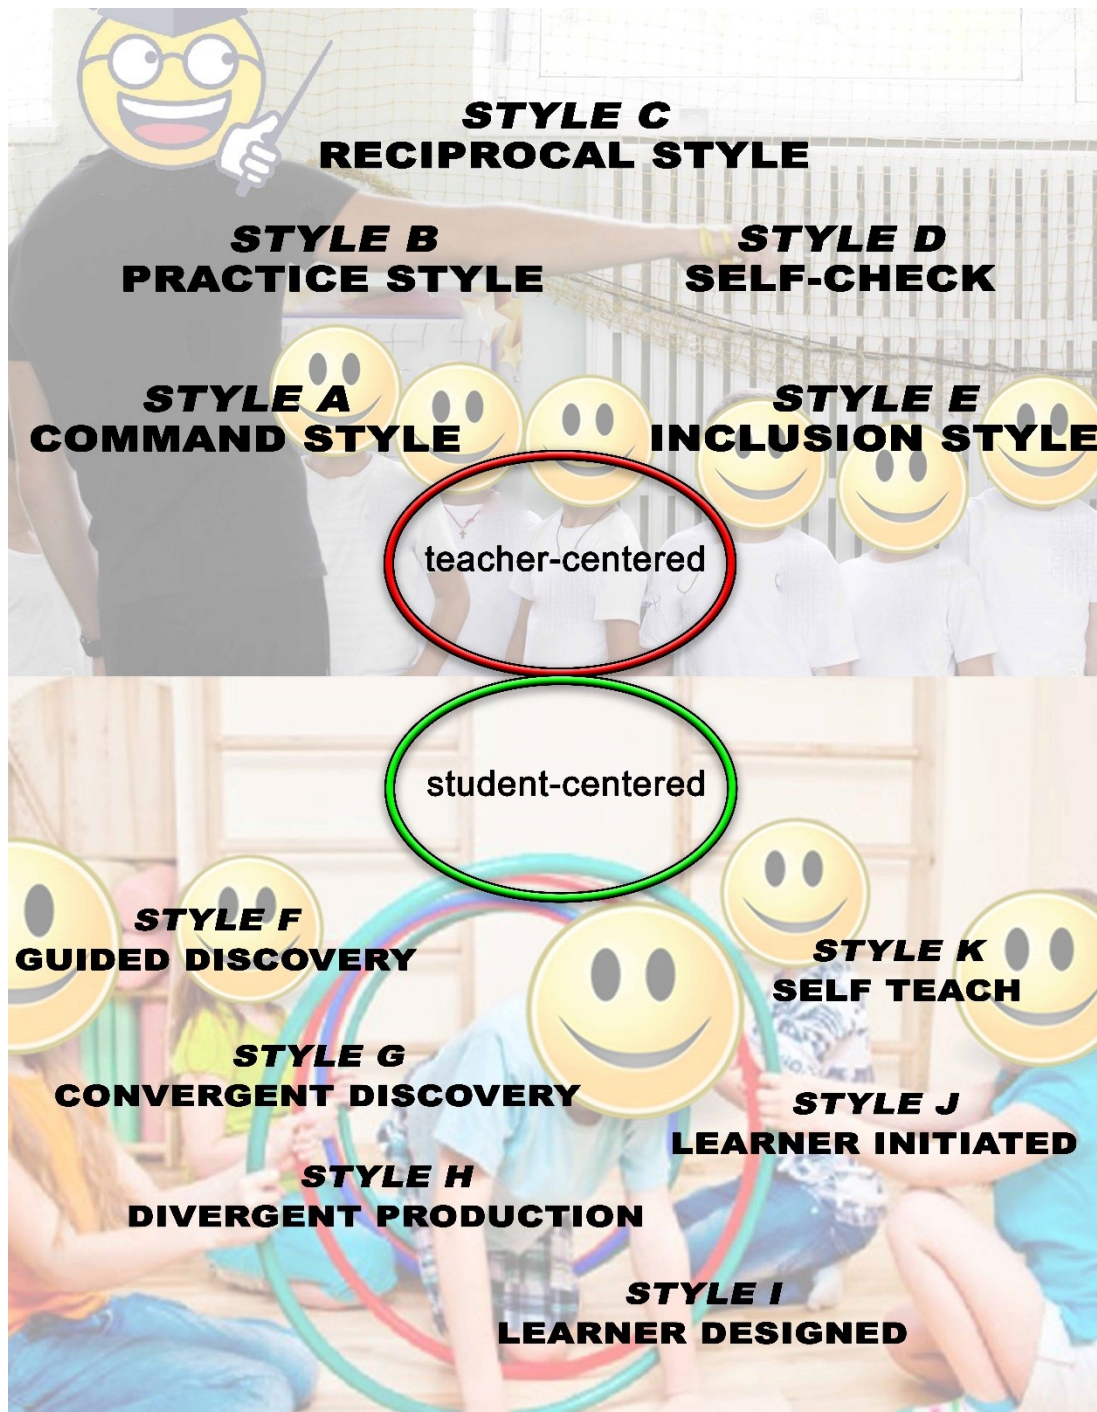 STYLE C
RECIPROCAL STYLE
STYLE B
PRACTICE STYLE
STYLE D
SELF-CHECK
STYLE A
COMMAND STYLE
STYLE E
INCLUSION STYLE
teacher-centered
student-centered
STYLE F
GUIDED DISCOVERY
STYLE K
SELF TEACH
STYLE G
CONVERGENT DISCOVERY
STYLE J
LEARNER INITIATED
STYLE H
DIVERGENT PRODUCTION
STYLE I
LEARNER DESIGNED